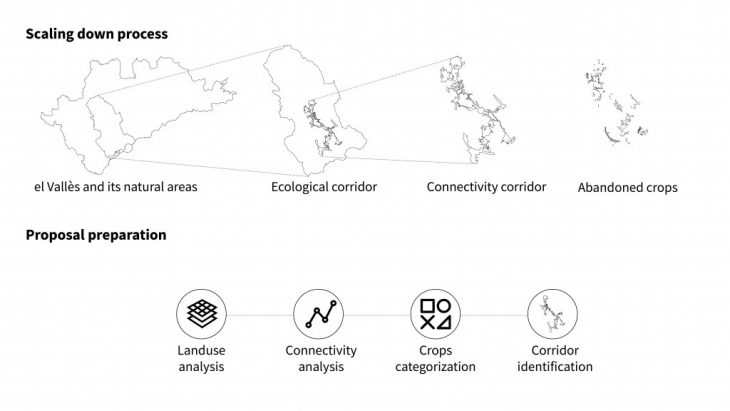 Scaling down process
el Vallès and its natural areas
Ecological corridor
Connectivity corridor
Abandoned crops
Proposal preparation
Landuse
analysis
Connectivity
analysis
Crops
categorization
Corridor
identification